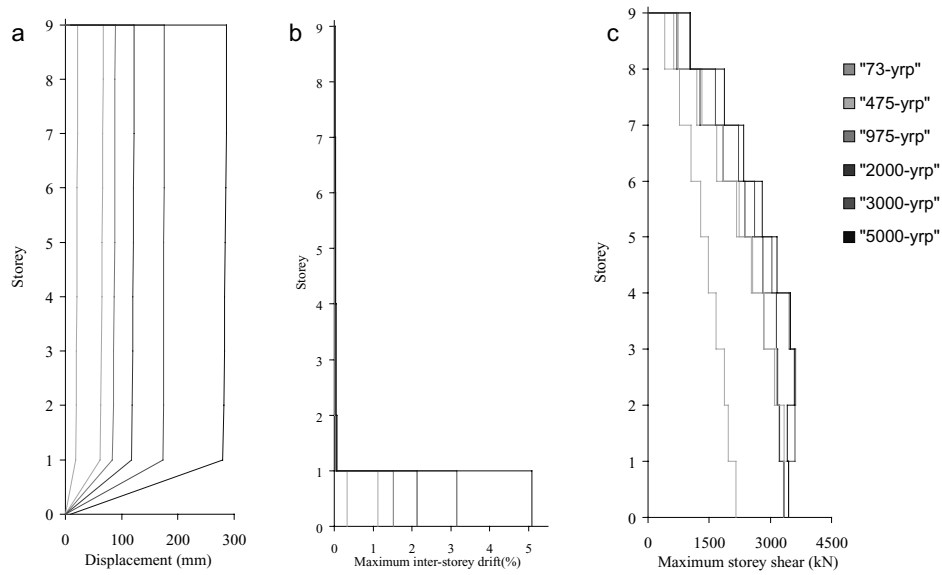 a
9
8
7
6
5
4
3
2
1
0
Storey
0 100 200 300
Displacement (mm)
b
9
8
7
6
5
4
3
2
1
0
Storey
0 1 2 3 4 5
Maximum inter-storey drift(%)
c
9
8
7
6
5
4
3
2
1
0
Storey
0 1500 3000 4500
Maximum storey shear (kN)
"73-yrp"
"475-yrp"
"975-yrp"
"2000-yrp"
"3000-yrp"
"5000-yrp"